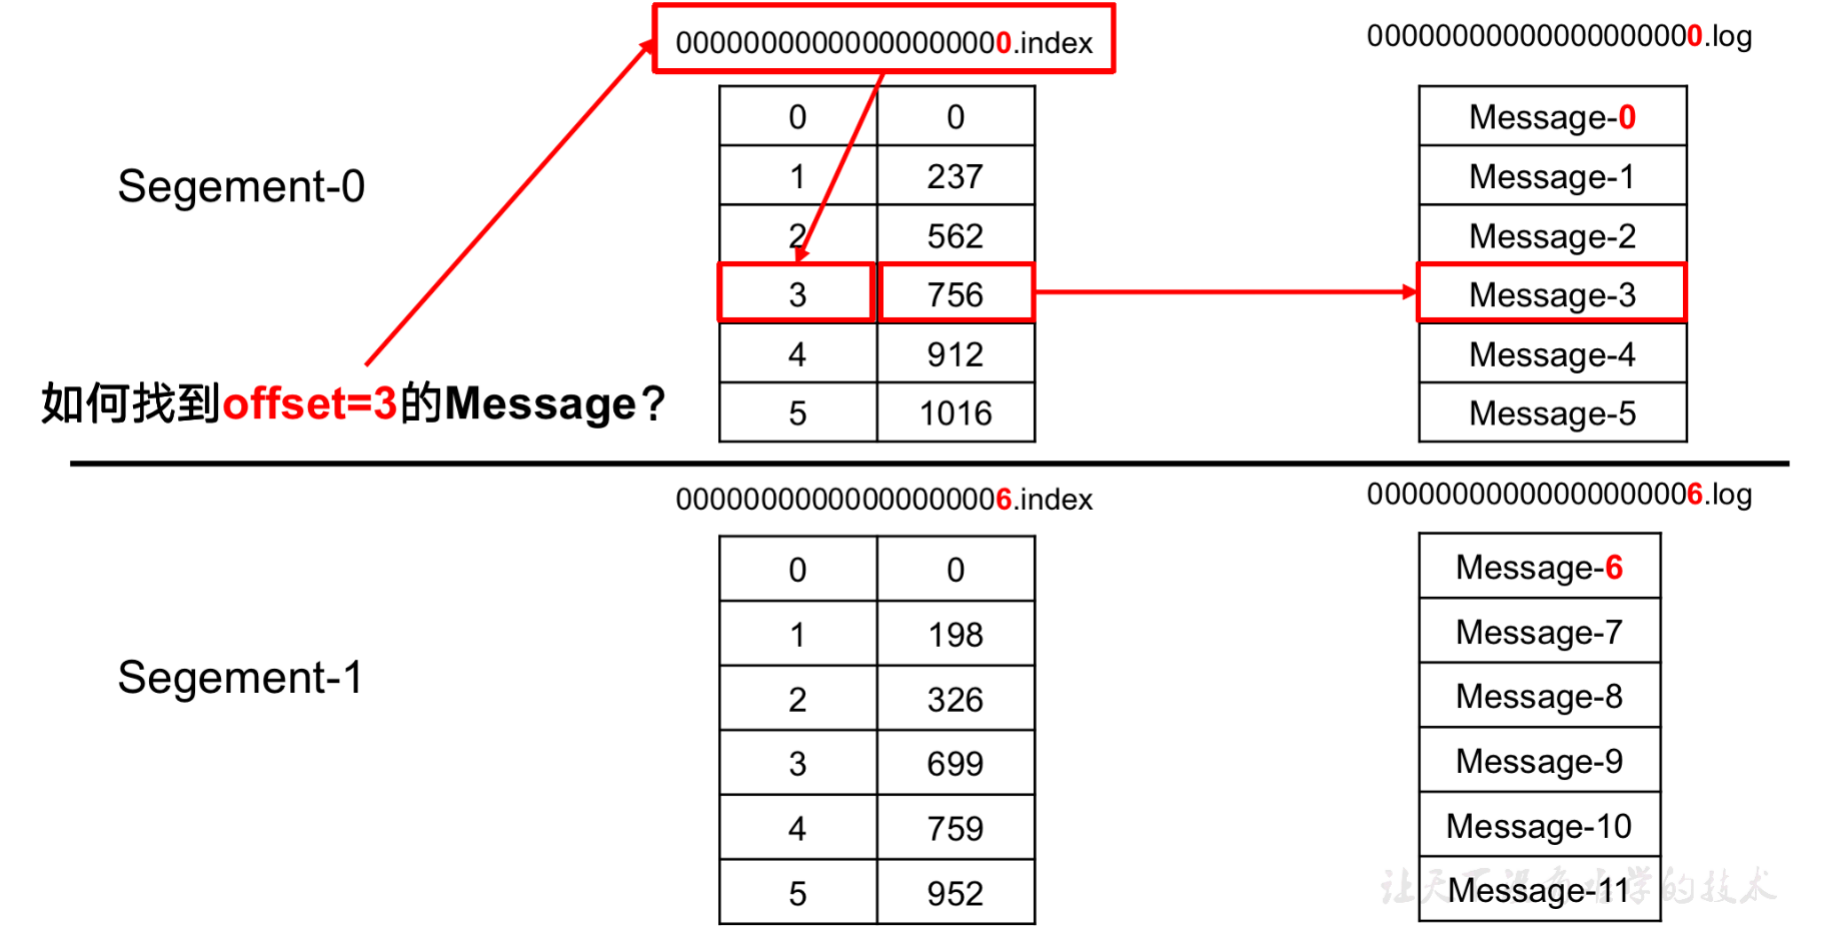 00000000000000000000.index
00000000000000000000.log
Segement-0
0 0 Message-0
1 237 Message-1
2 562 Message-2
3 756 Message-3
4 912 Message-4
5 1016 Message-5
如何找到offset=3的Message？
00000000000000000006.index
00000000000000000006.log
Segement-1
0 0 Message-6
1 198 Message-7
2 326 Message-8
3 699 Message-9
4 759 Message-10
5 952 Message-11
让天下没有难学的技术